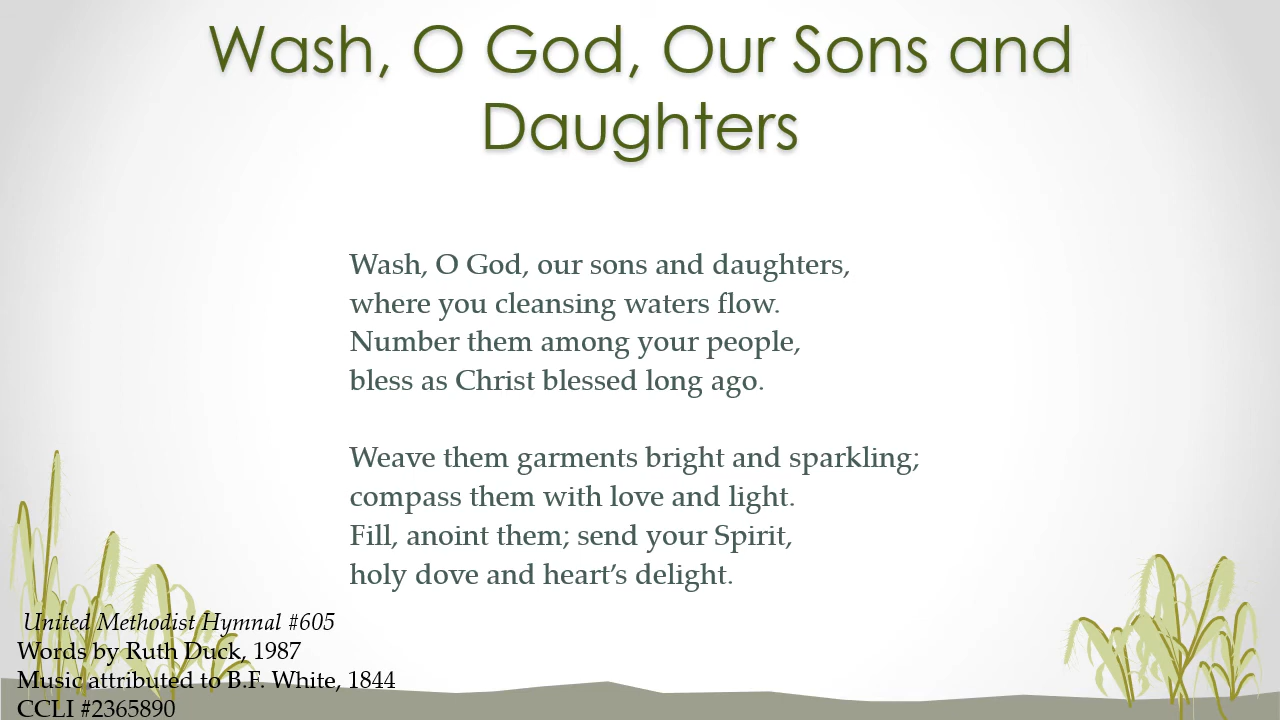 Wash, O God, Our Sons and
Daughters
Wash, O God, our sons and daughters,
where you cleansing waters flow.
Number them among your people,
bless as Christ blessed long ago.
Weave them garments bright and sparkling;
compass them with love and light.
Fill, anoint them; send your Spirit,
holy dove and heart’s delight.
United Methodist Hymnal #605
Words by Ruth Duck, 1987
Music attributed to B.F. White, 1844
CCLI #2365890